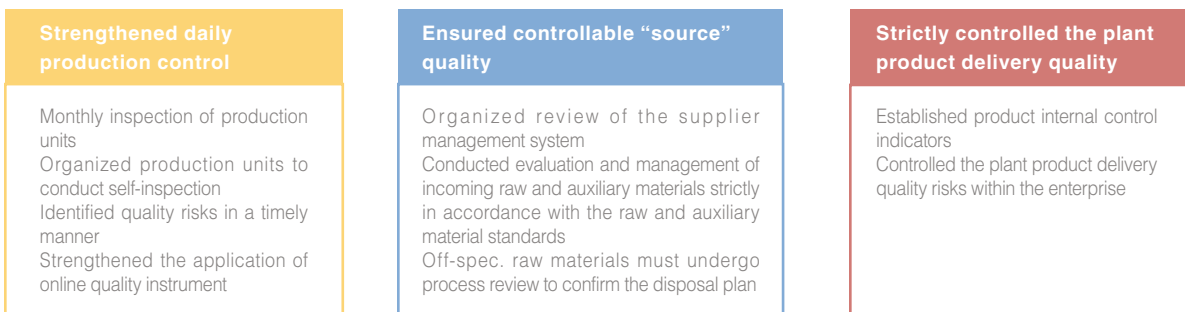 Strengthened daily
production control
Monthly inspection of production
units
Organized production units to
conduct self-inspection
Identified quality risks in a timely
manner
Strengthened the application of
online quality instrument
Ensured controllable “source”
quality
Organized review of the supplier
management system
Conducted evaluation and management of
incoming raw and auxiliary materials strictly
in accordance with the raw and auxiliary
material standards
Off-spec. raw materials must undergo
process review to confirm the disposal plan
Strictly controlled the plant
product delivery quality
Established product internal control
indicators
Controlled the plant product delivery
quality risks within the enterprise